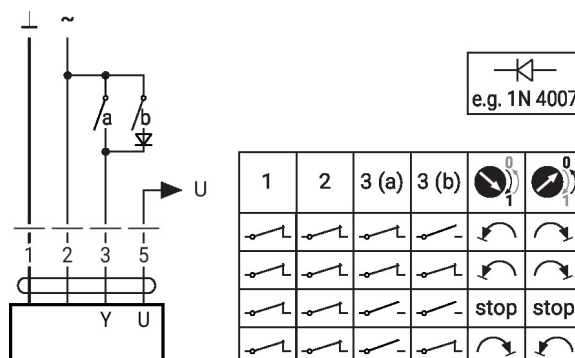 ⊥ ~
a b
e.g. 1N 4007
U
1 2 3 5
Y U
1 2 3 (a) 3 (b) 0 1 0 1
stop stop